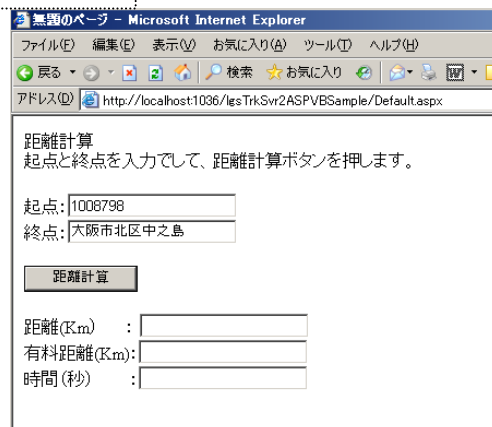 無題のページ - Microsoft Internet Explorer
ファイル(F) 編集(E) 表示(V) お気に入り(A) ツール(T) ヘルプ(H)
戻る 検索 お気に入り
アドレス(D) http://localhost:1036/lgsTrkSvr2ASPVBSample/Default.aspx
距離計算
起点と終点を入力でして、距離計算ボタンを押します。
起点: 1008798
終点: 大阪市北区中之島
距離計算
距離(Km) :
有料距離(Km):
時間(秒) :